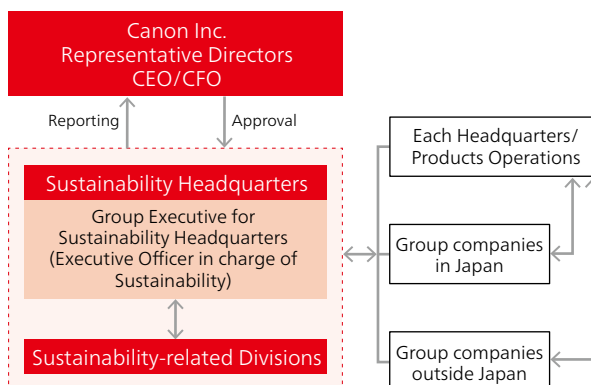 Canon Inc.
Representative Directors
CEO/CFO
Reporting
Approval
Sustainability Headquarters
Group Executive for
Sustainability Headquarters
(Executive Officer in charge of
Sustainability)
Sustainability-related Divisions
Each Headquarters/
Products Operations
Group companies
in Japan
Group companies
outside Japan